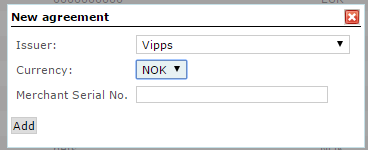 New agreement
Issuer: Vipps
Currency: NOK
Merchant Serial No.
Add